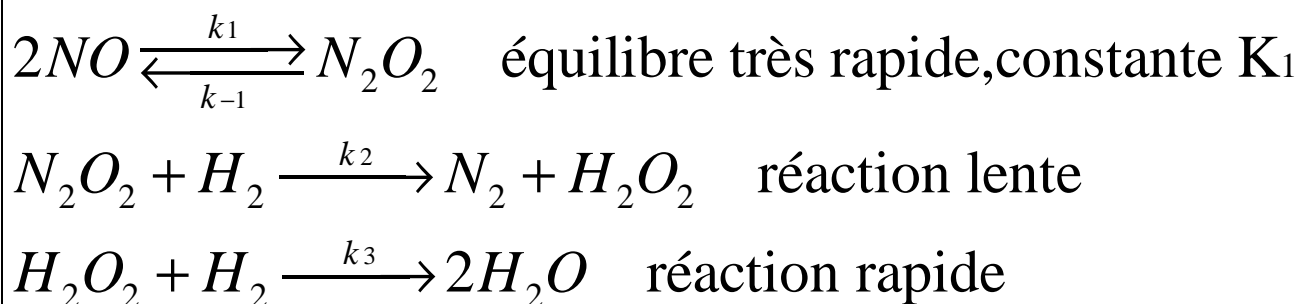 2NO ⇌ N₂O₂ k1 k−1 équilibre très rapide,constante K₁
N₂O₂ + H₂ —k2→ N₂ + H₂O₂ réaction lente
H₂O₂ + H₂ —k3→ 2H₂O réaction rapide